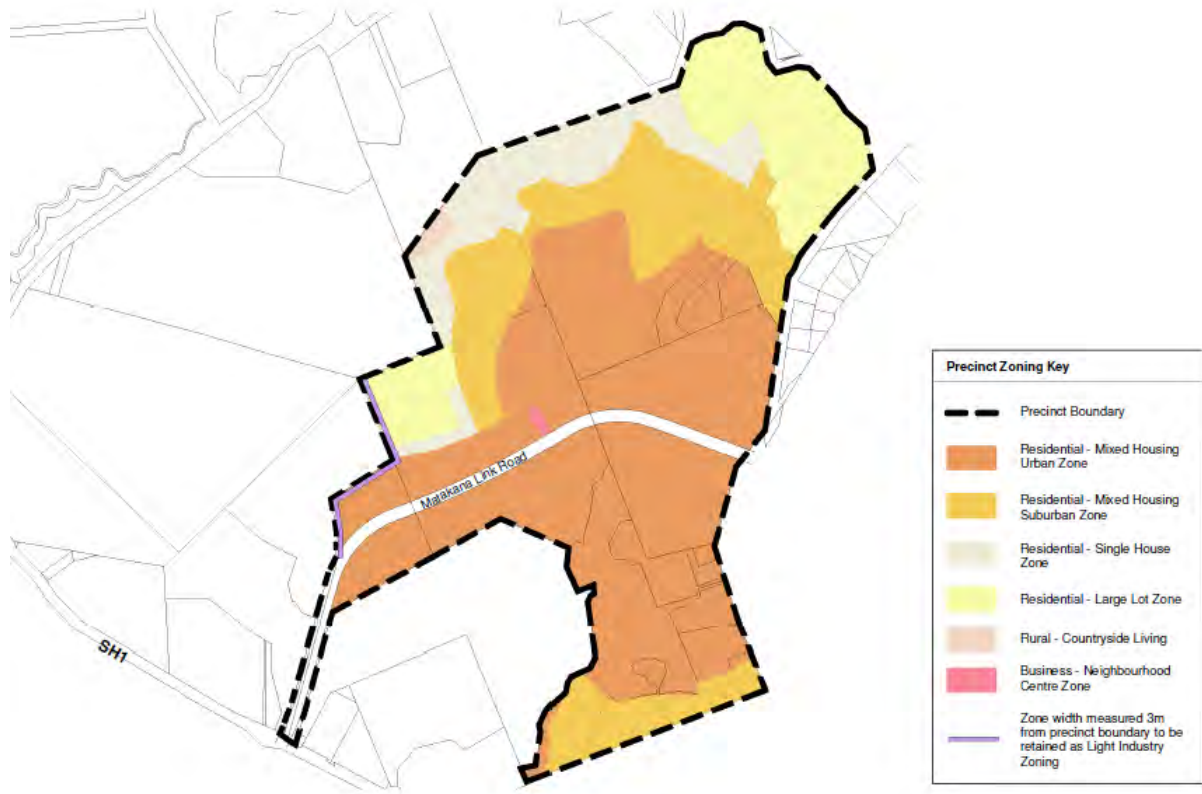 Matakana Link Road
SH1
Precinct Zoning Key
Precinct Boundary
Residential - Mixed Housing
Urban Zone
Residential - Mixed Housing
Suburban Zone
Residential - Single House
Zone
Residential - Large Lot Zone
Rural - Countryside Living
Business - Neighbourhood
Centre Zone
Zone width measured 3m
from precinct boundary to be
retained as Light Industry
Zoning